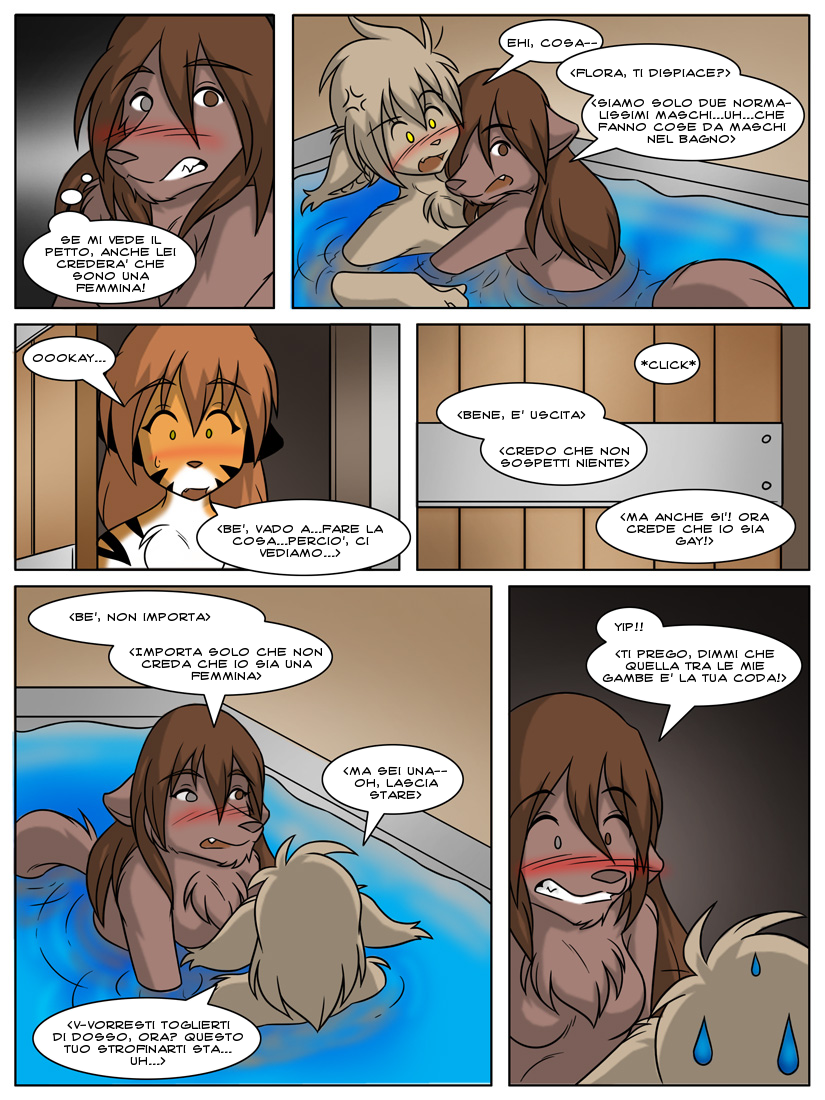 SE MI VEDE IL
PETTO, ANCHE LEI
CREDERA' CHE
SONO UNA
FEMMINA!
EHI, COSA--
<FLORA, TI DISPIACE?>
<SIAMO SOLO DUE NORMA-
LISSIMI MASCHI...UH...CHE
FANNO COSE DA MASCHI
NEL BAGNO>
OOOKAY...
<BE', VADO A...FARE LA
COSA...PERCIO', CI
VEDIAMO...>
*CLICK*
<BENE, E' USCITA>
<CREDO CHE NON
SOSPETTI NIENTE>
<MA ANCHE SI'! ORA
CREDE CHE IO SIA
GAY!>
<BE', NON IMPORTA>
<IMPORTA SOLO CHE NON
CREDA CHE IO SIA UNA
FEMMINA>
<MA SEI UNA--
OH, LASCIA
STARE>
<V-VORRESTI TOGLIERTI
DI DOSSO, ORA? QUESTO
TUO STROFINARTI STA...
UH...>
YIP!!
<TI PREGO, DIMMI CHE
QUELLA TRA LE MIE
GAMBE E' LA TUA CODA!>